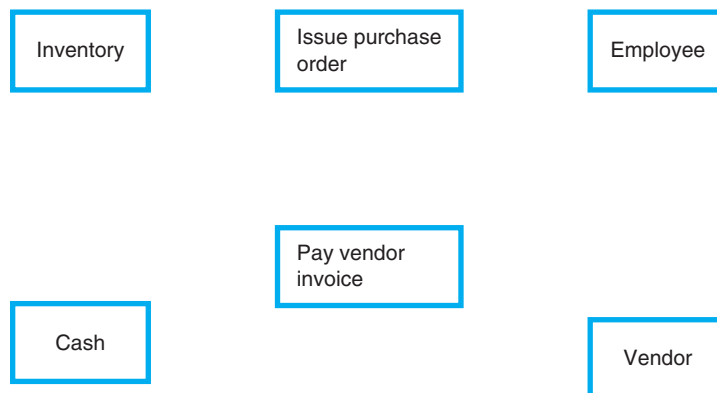 Inventory
Issue purchase
order
Employee
Pay vendor
invoice
Cash
Vendor